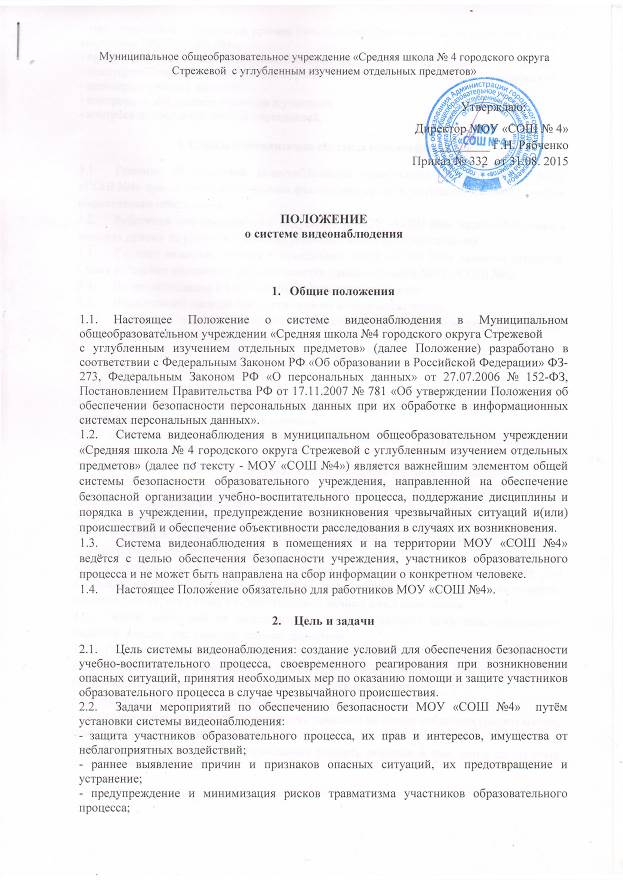 Муниципальное общеобразовательное учреждение «Средняя школа № 4 городского округа
Стрежевой с углубленным изучением отдельных предметов»
Утверждаю:
Директор МОУ «СОШ № 4»
Т.Н. Рябченко
Приказ № 332 от 31.08. 2015
ПОЛОЖЕНИЕ
о системе видеонаблюдения
1. Общие положения
1.1. Настоящее Положение о системе видеонаблюдения в Муниципальном
общеобразовательном учреждении «Средняя школа №4 городского округа Стрежевой
с углубленным изучением отдельных предметов» (далее Положение) разработано в
соответствии с Федеральным Законом РФ «Об образовании в Российской Федерации» ФЗ-
273, Федеральным Законом РФ «О персональных данных» от 27.07.2006 № 152-ФЗ,
Постановлением Правительства РФ от 17.11.2007 № 781 «Об утверждении Положения об
обеспечении безопасности персональных данных при их обработке в информационных
системах персональных данных».
1.2. Система видеонаблюдения в муниципальном общеобразовательном учреждении
«Средняя школа № 4 городского округа Стрежевой с углубленным изучением отдельных
предметов» (далее по тексту - МОУ «СОШ №4») является важнейшим элементом общей
системы безопасности образовательного учреждения, направленной на обеспечение
безопасной организации учебно-воспитательного процесса, поддержание дисциплины и
порядка в учреждении, предупреждение возникновения чрезвычайных ситуаций и(или)
происшествий и обеспечение объективности расследования в случаях их возникновения.
1.3. Система видеонаблюдения в помещениях и на территории МОУ «СОШ №4»
ведётся с целью обеспечения безопасности учреждения, участников образовательного
процесса и не может быть направлена на сбор информации о конкретном человеке.
1.4. Настоящее Положение обязательно для работников МОУ «СОШ №4».
2. Цель и задачи
2.1. Цель системы видеонаблюдения: создание условий для обеспечения безопасности
учебно-воспитательного процесса, своевременного реагирования при возникновении
опасных ситуаций, принятия необходимых мер по оказанию помощи и защите участников
образовательного процесса в случае чрезвычайного происшествия.
2.2. Задачи мероприятий по обеспечению безопасности МОУ «СОШ №4» путём
установки системы видеонаблюдения:
- защита участников образовательного процесса, их прав и интересов, имущества от
неблагоприятных воздействий;
- раннее выявление причин и признаков опасных ситуаций, их предотвращение и
устранение;
- предупреждение и минимизация рисков травматизма участников образовательного
процесса;